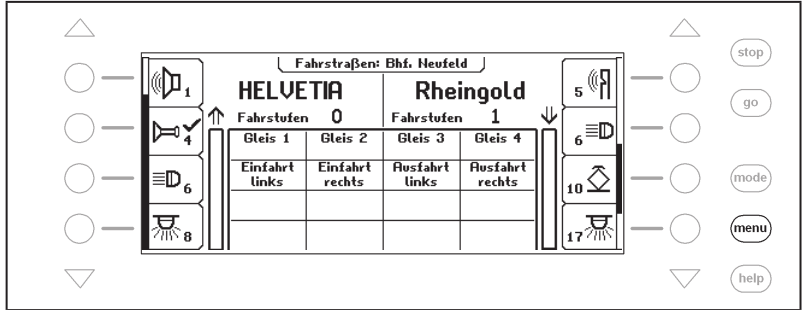 Fahrstraßen: Bhf. Neufeld
HELVETIA Rheingold
Fahrstufen 0 Fahrstufen 1
Gleis 1 Gleis 2 Gleis 3 Gleis 4
Einfahrt links Einfahrt rechts Ausfahrt links Ausfahrt rechts
1
4
6
8
5
6
10
17
stop
go
mode
menu
help